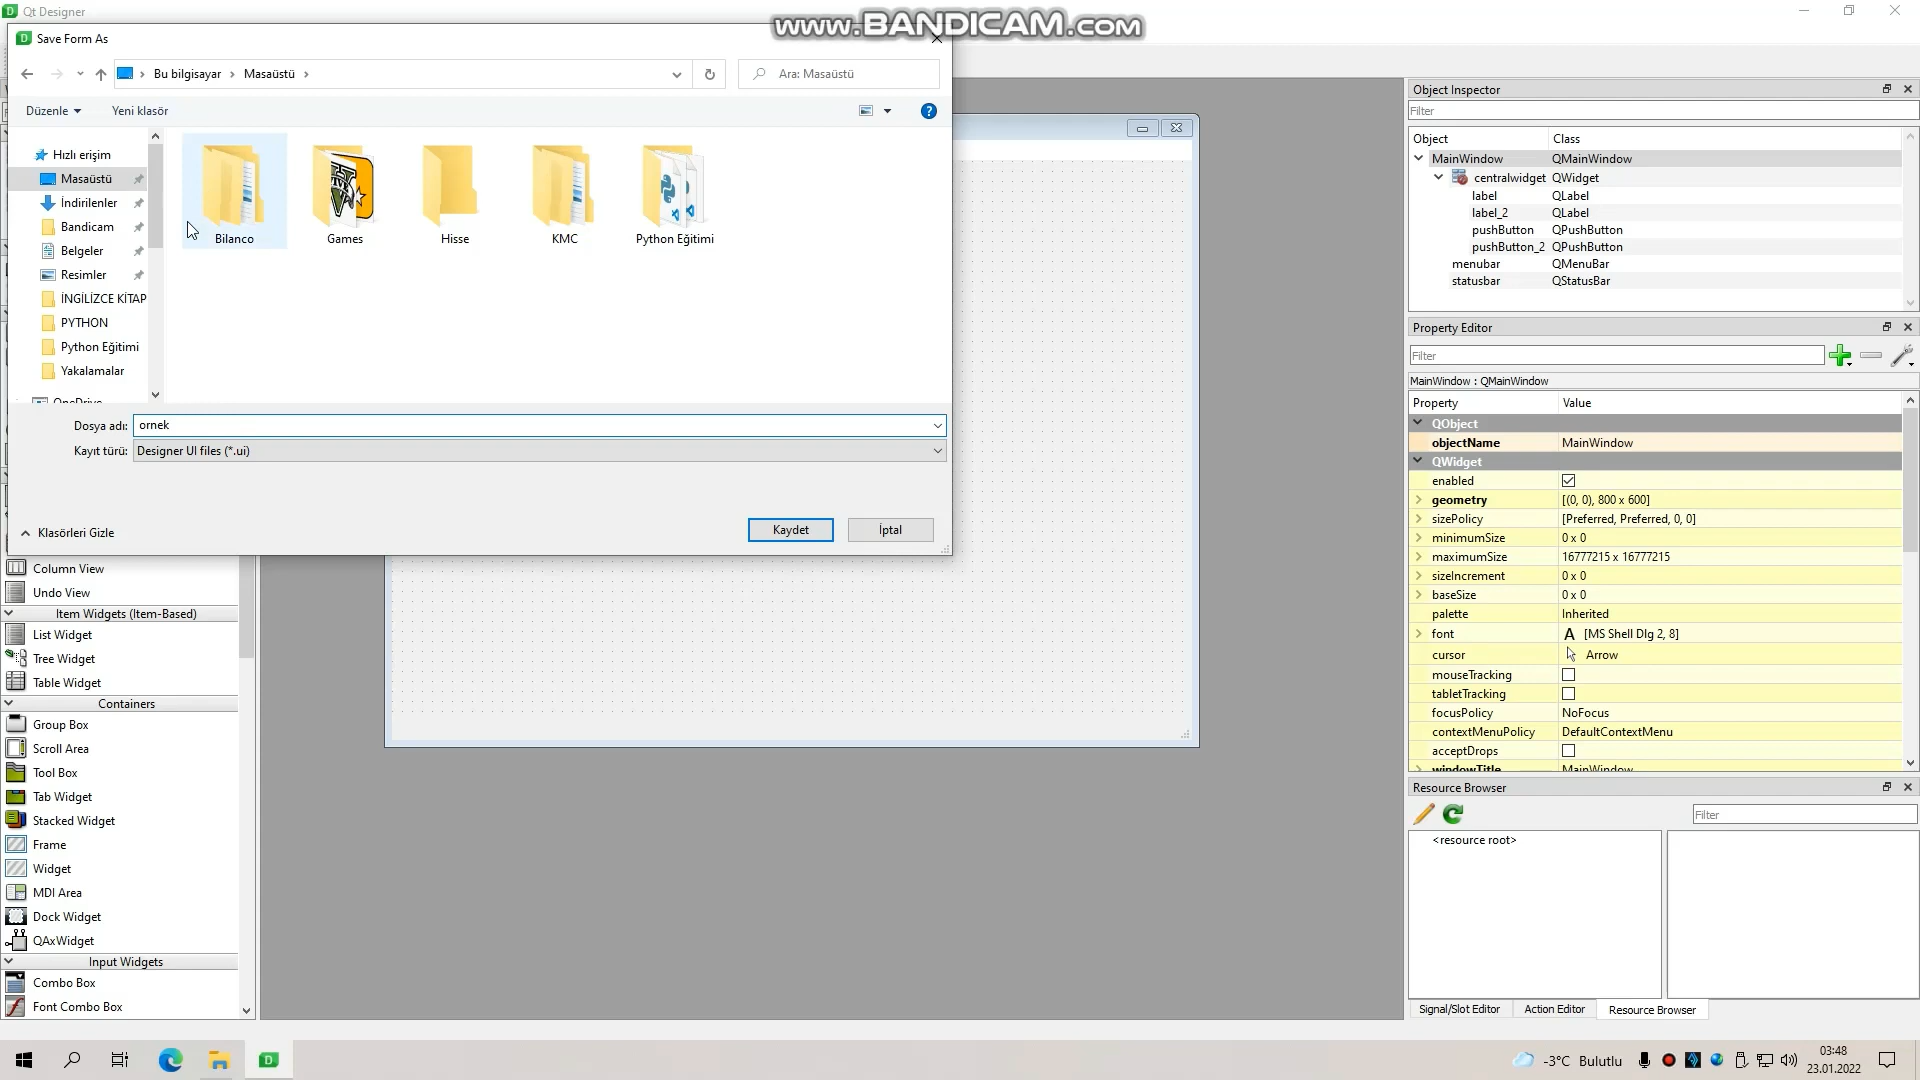 Qt Designer
www.BANDICAM.com
Save Form As
Bu bilgisayar
Masaüstü
Ara: Masaüstü
Düzenle
Yeni klasör
Hızlı erişim
Masaüstü
İndirilenler
Bandicam
Belgeler
Resimler
İNGİLİZCE KİTAP
PYTHON
Python Eğitimi
Yakalamalar
OneDrive
Bilanco
Games
Hisse
KMC
Python Eğitimi
Dosya adı: ornek
Kayıt türü: Designer UI files (*.ui)
Klasörleri Gizle
Kaydet
İptal
Column View
Undo View
Item Widgets (Item-Based)
List Widget
Tree Widget
Table Widget
Containers
Group Box
Scroll Area
Tool Box
Tab Widget
Stacked Widget
Frame
Widget
MDI Area
Dock Widget
QAxWidget
Input Widgets
Combo Box
Font Combo Box
Object Inspector
Filter
Object Class
MainWindow QMainWindow
centralwidget QWidget
label QLabel
label_2 QLabel
pushButton QPushButton
pushButton_2 QPushButton
menubar QMenuBar
statusbar QStatusBar
Property Editor
Filter
MainWindow : QMainWindow
Property Value
QObject
objectName MainWindow
QWidget
enabled
geometry [(0, 0), 800 x 600]
sizePolicy [Preferred, Preferred, 0, 0]
minimumSize 0 x 0
maximumSize 16777215 x 16777215
sizeIncrement 0 x 0
baseSize 0 x 0
palette Inherited
font A [MS Shell Dlg 2, 8]
cursor Arrow
mouseTracking
tabletTracking
focusPolicy NoFocus
contextMenuPolicy DefaultContextMenu
acceptDrops
windowTitle MainWindow
Resource Browser
Filter
<resource root>
Signal/Slot Editor
Action Editor
Resource Browser
-3°C Bulutlu
03:48
23.01.2022